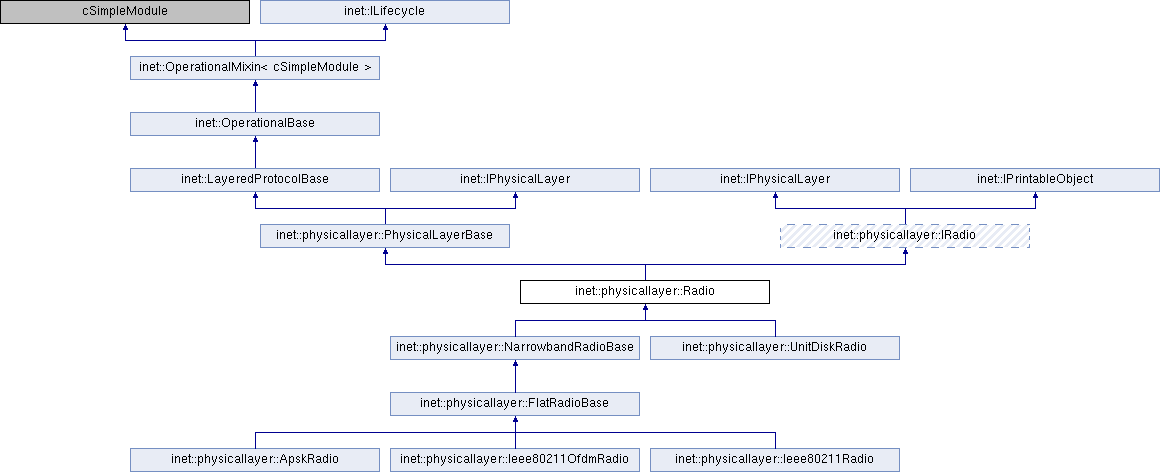 cSimpleModule
inet::ILifecycle
inet::OperationalMixin< cSimpleModule >
inet::OperationalBase
inet::LayeredProtocolBase
inet::IPhysicalLayer
inet::IPhysicalLayer
inet::IPrintableObject
inet::physicallayer::PhysicalLayerBase
inet::physicallayer::IRadio
inet::physicallayer::Radio
inet::physicallayer::NarrowbandRadioBase
inet::physicallayer::UnitDiskRadio
inet::physicallayer::FlatRadioBase
inet::physicallayer::ApskRadio
inet::physicallayer::Ieee80211OfdmRadio
inet::physicallayer::Ieee80211Radio